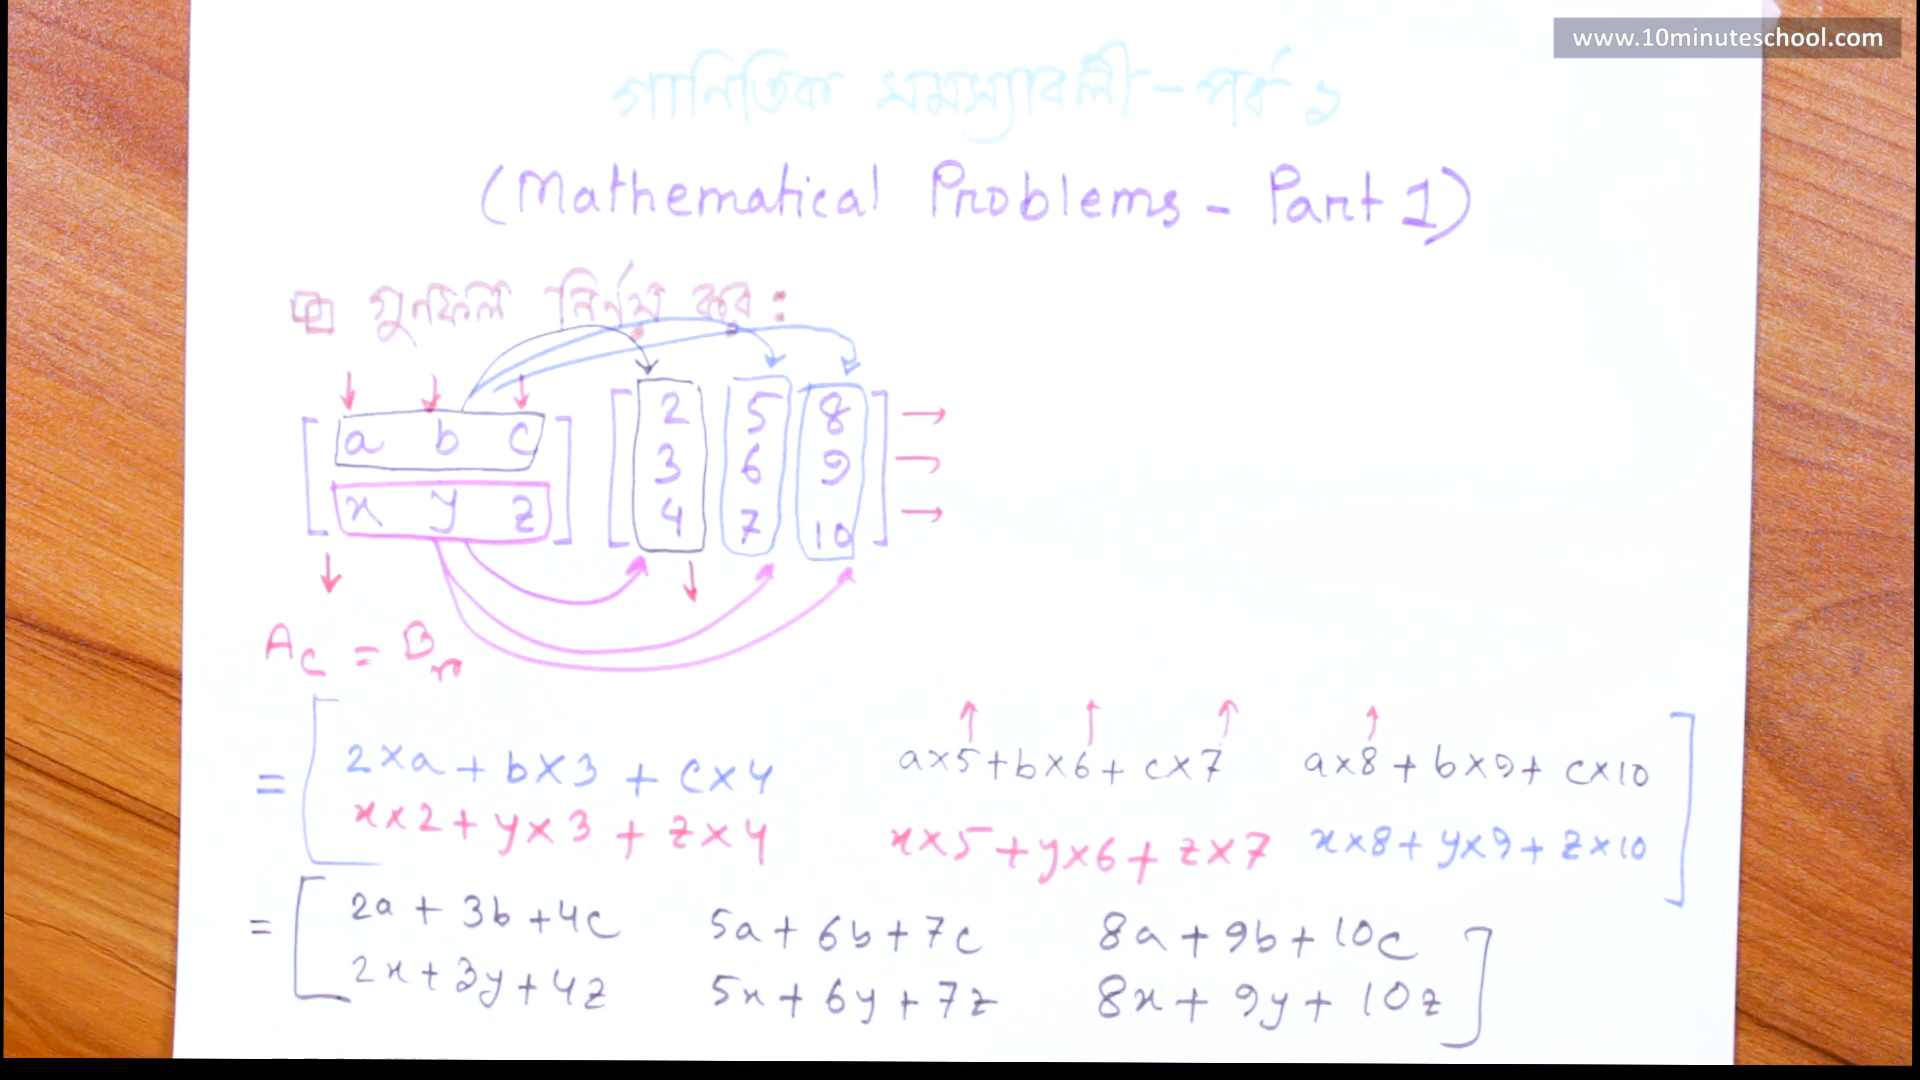 www.10minuteschool.com
গানিতিক সমস্যাবলী - পর্ব ১
(Mathematical Problems - Part 1)
গুনফল নির্ণয় কর :
[ a b c ] [ 2 5 8 ]
[ x y z ] [ 3 6 9 ]
[ 4 7 10 ]
A_c = B_r
= [ 2×a + b×3 + c×4 a×5 + b×6 + c×7 a×8 + b×9 + c×10 ]
[ x×2 + y×3 + z×4 x×5 + y×6 + z×7 x×8 + y×9 + z×10 ]
= [ 2a + 3b + 4c 5a + 6b + 7c 8a + 9b + 10c ]
[ 2x + 3y + 4z 5x + 6y + 7z 8x + 9y + 10z ]